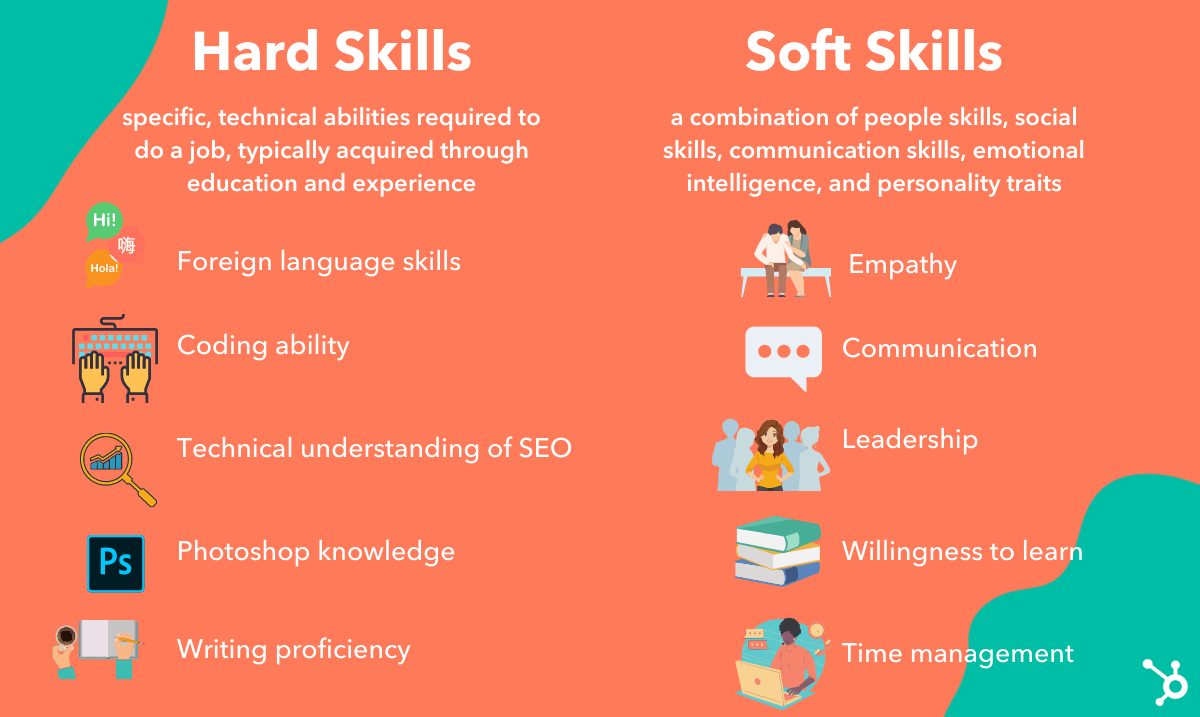 Hard Skills
specific, technical abilities required to
do a job, typically acquired through
education and experience
Hi!
嗨
Hola!
Foreign language skills
Coding ability
Technical understanding of SEO
Ps
Photoshop knowledge
Writing proficiency
Soft Skills
a combination of people skills, social
skills, communication skills, emotional
intelligence, and personality traits
Empathy
Communication
Leadership
Willingness to learn
Time management